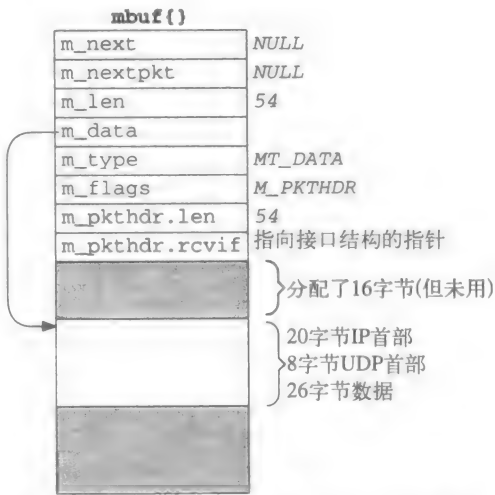 mbuf{}
m_next NULL
m_nextpkt NULL
m_len 54
m_data
m_type MT_DATA
m_flags M_PKTHDR
m_pkthdr.len 54
m_pkthdr.rcvif 指向接口结构的指针
分配了16字节(但未用)
20字节IP首部
8字节UDP首部
26字节数据